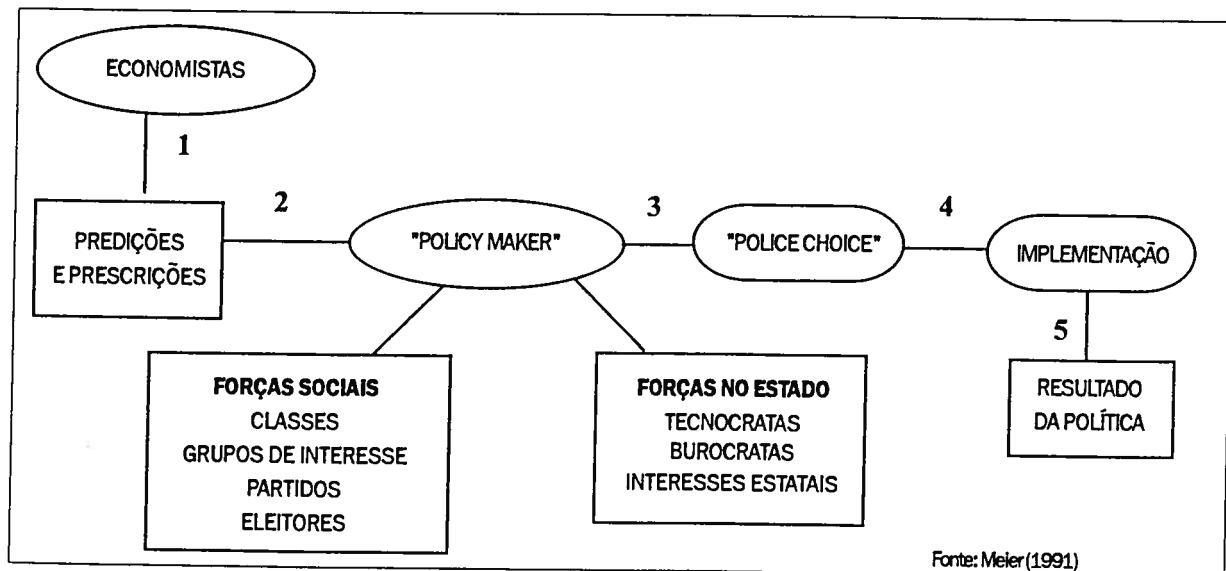 ECONOMISTAS
1
PREDIÇÕES
E PRESCRIÇÕES
2
"POLICY MAKER"
3
"POLICE CHOICE"
4
IMPLEMENTAÇÃO
5
RESULTADO
DA POLÍTICA
FORÇAS SOCIAIS
CLASSES
GRUPOS DE INTERESSE
PARTIDOS
ELEITORES
FORÇAS NO ESTADO
TECNOCRATAS
BUROCRATAS
INTERESSES ESTATAIS
Fonte: Meier (1991)